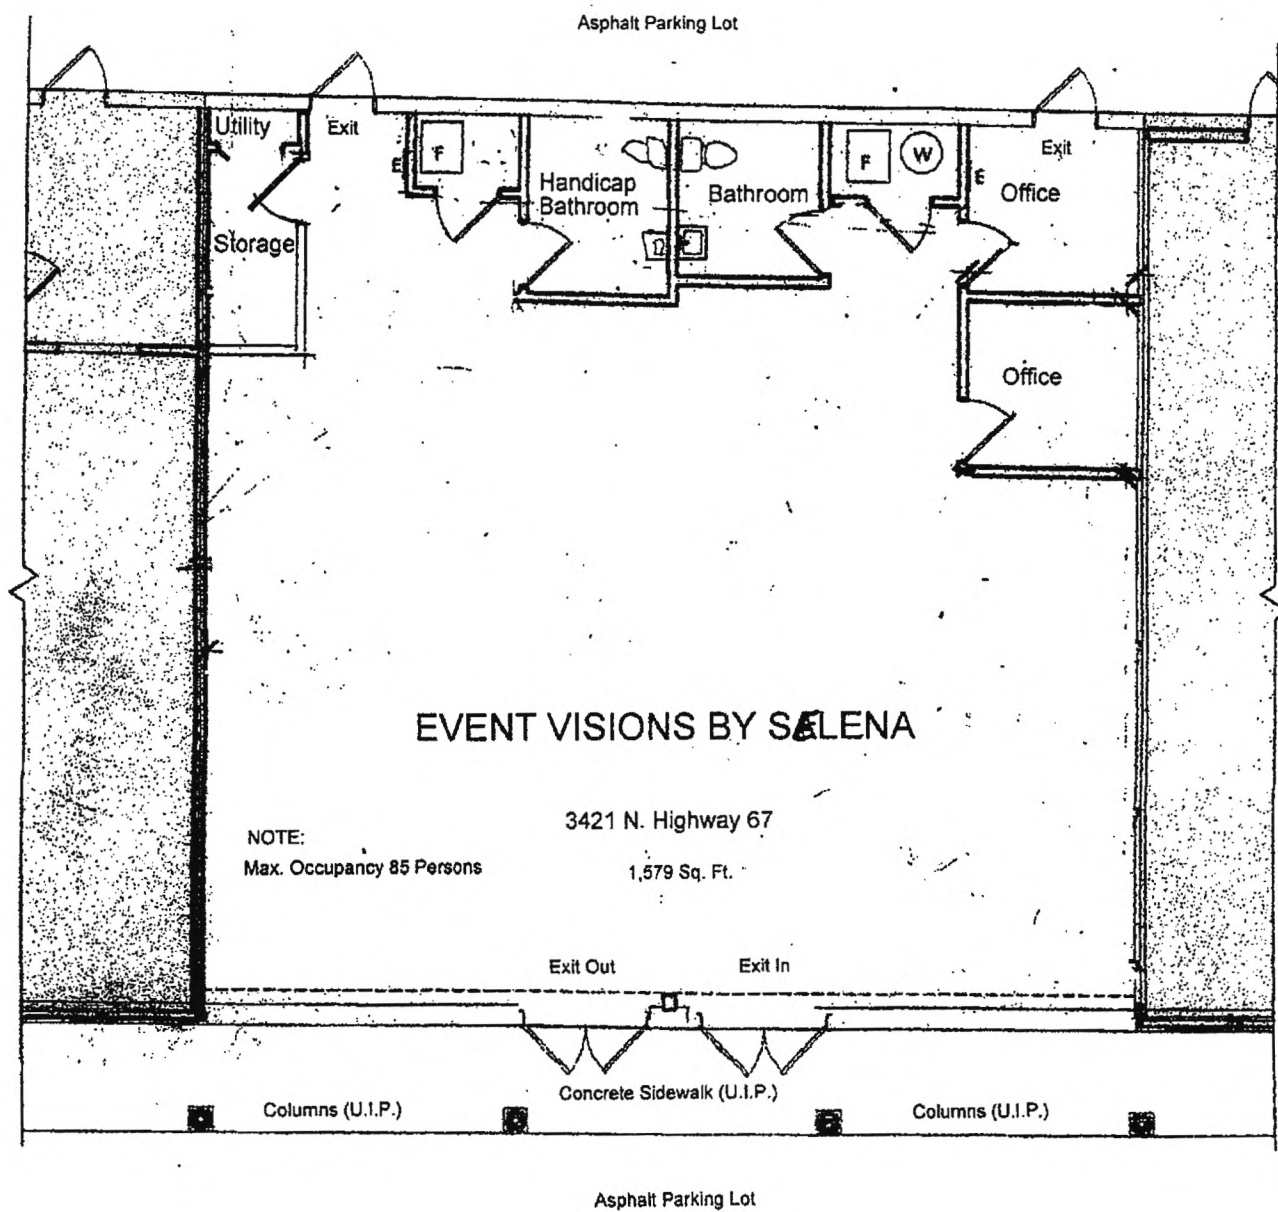 Asphalt Parking Lot
Utility
Exit
E
F
Handicap
Bathroom
Bathroom
F
W
E
Exit
Office
Storage
Office
EVENT VISIONS BY SELENA
3421 N. Highway 67
1,579 Sq. Ft.
NOTE:
Max. Occupancy 85 Persons
Exit Out
Exit In
Concrete Sidewalk (U.I.P.)
Columns (U.I.P.)
Columns (U.I.P.)
Asphalt Parking Lot